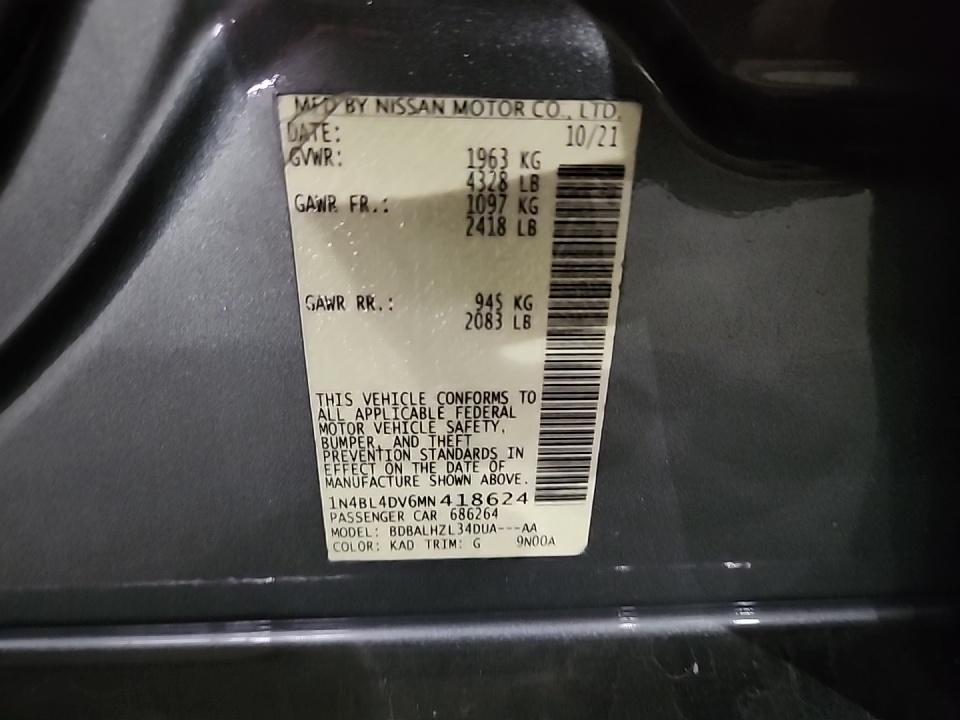 MFD BY NISSAN MOTOR CO., LTD.
DATE: 10/21
GVWR: 1963 KG
4328 LB
GAWR FR.: 1097 KG
2418 LB
GAWR RR.: 945 KG
2083 LB
THIS VEHICLE CONFORMS TO
ALL APPLICABLE FEDERAL
MOTOR VEHICLE SAFETY,
BUMPER, AND THEFT
PREVENTION STANDARDS IN
EFFECT ON THE DATE OF
MANUFACTURE SHOWN ABOVE.
1N4BL4DV6MN418624
PASSENGER CAR 686264
MODEL: BDBALHZL34DUA---AA
COLOR: KAD TRIM: G 9N00A